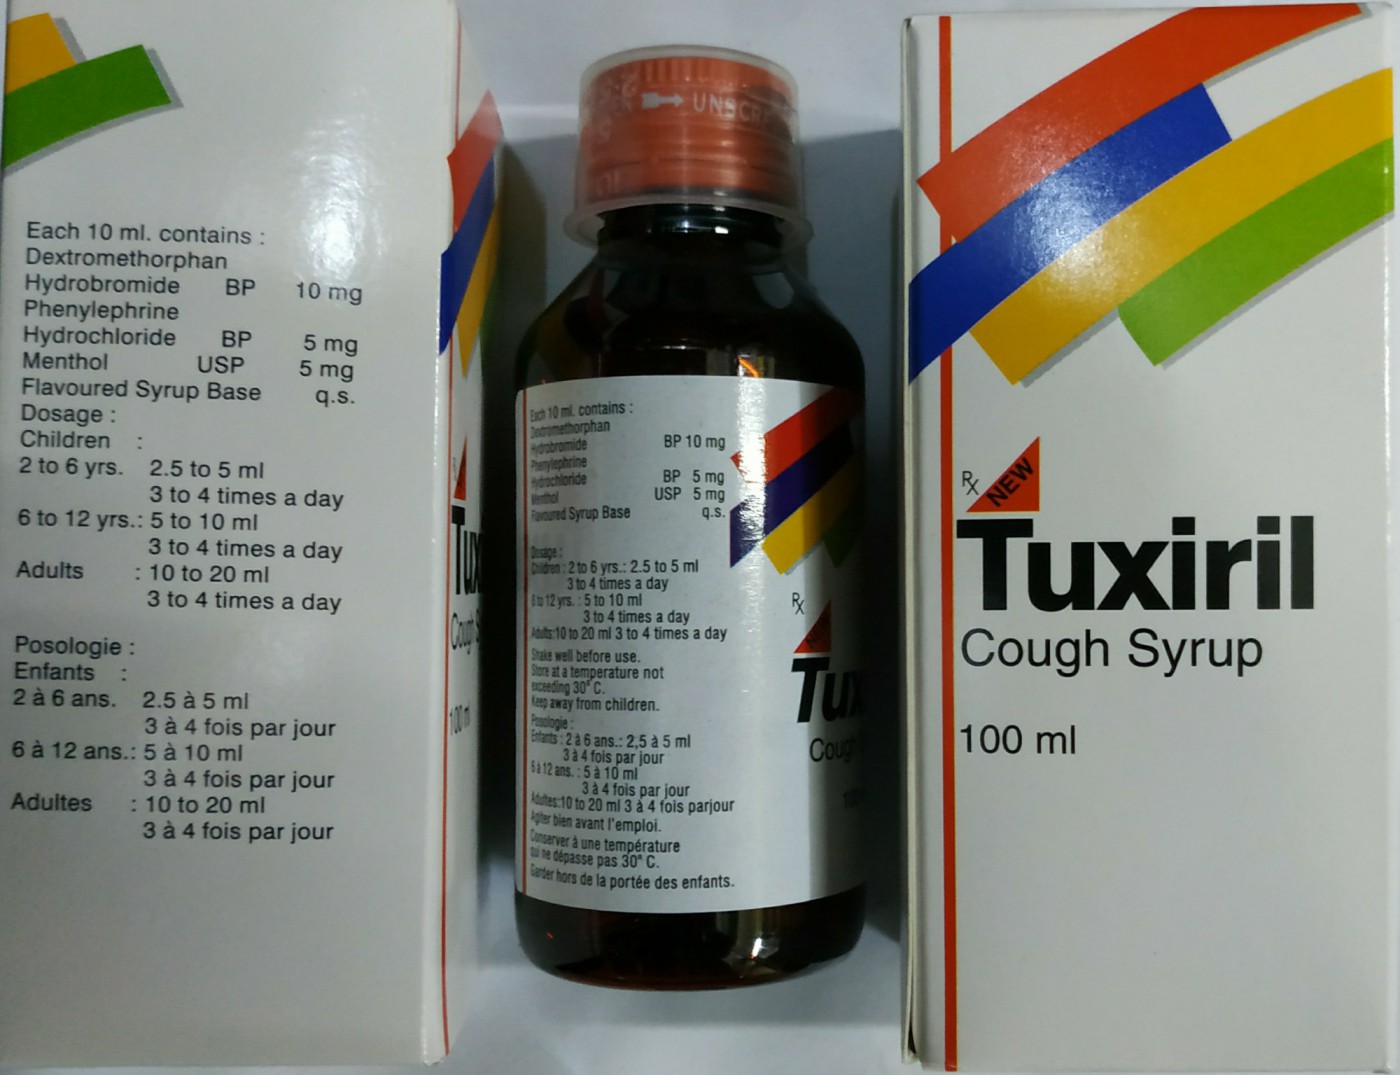 Each 10 ml. contains :
Dextromethorphan
Hydrobromide BP 10 mg
Phenylephrine
Hydrochloride BP 5 mg
Menthol USP 5 mg
Flavoured Syrup Base q.s.
Dosage :
Children :
2 to 6 yrs. 2.5 to 5 ml
3 to 4 times a day
6 to 12 yrs.: 5 to 10 ml
3 to 4 times a day
Adults : 10 to 20 ml
3 to 4 times a day
Posologie :
Enfants :
2 à 6 ans. 2.5 à 5 ml
3 à 4 fois par jour
6 à 12 ans.: 5 à 10 ml
3 à 4 fois par jour
Adultes : 10 to 20 ml
3 à 4 fois par jour
Tux
Cough S
100 ml
Each 10 ml. contains :
Dextromethorphan
Hydrobromide BP 10 mg
Phenylephrine
Hydrochloride BP 5 mg
Menthol USP 5 mg
Flavoured Syrup Base q.s.
Dosage :
Children : 2 to 6 yrs.: 2.5 to 5 ml
3 to 4 times a day
6 to 12 yrs. : 5 to 10 ml
3 to 4 times a day
Adults:10 to 20 ml 3 to 4 times a day
Shake well before use.
Store at a temperature not
exceeding 30° C.
Keep away from children.
Posologie :
Enfants : 2 à 6 ans.: 2,5 à 5 ml
3 à 4 fois par jour
6 à 12 ans. : 5 à 10 ml
3 à 4 fois par jour
Adultes:10 to 20 ml 3 à 4 fois parjour
Agiter bien avant l'emploi.
Conserver à une température
qui ne dépasse pas 30° C.
Garder hors de la portée des enfants.
Rx
Tux
Coug
Rx NEW
Tuxiril
Cough Syrup
100 ml